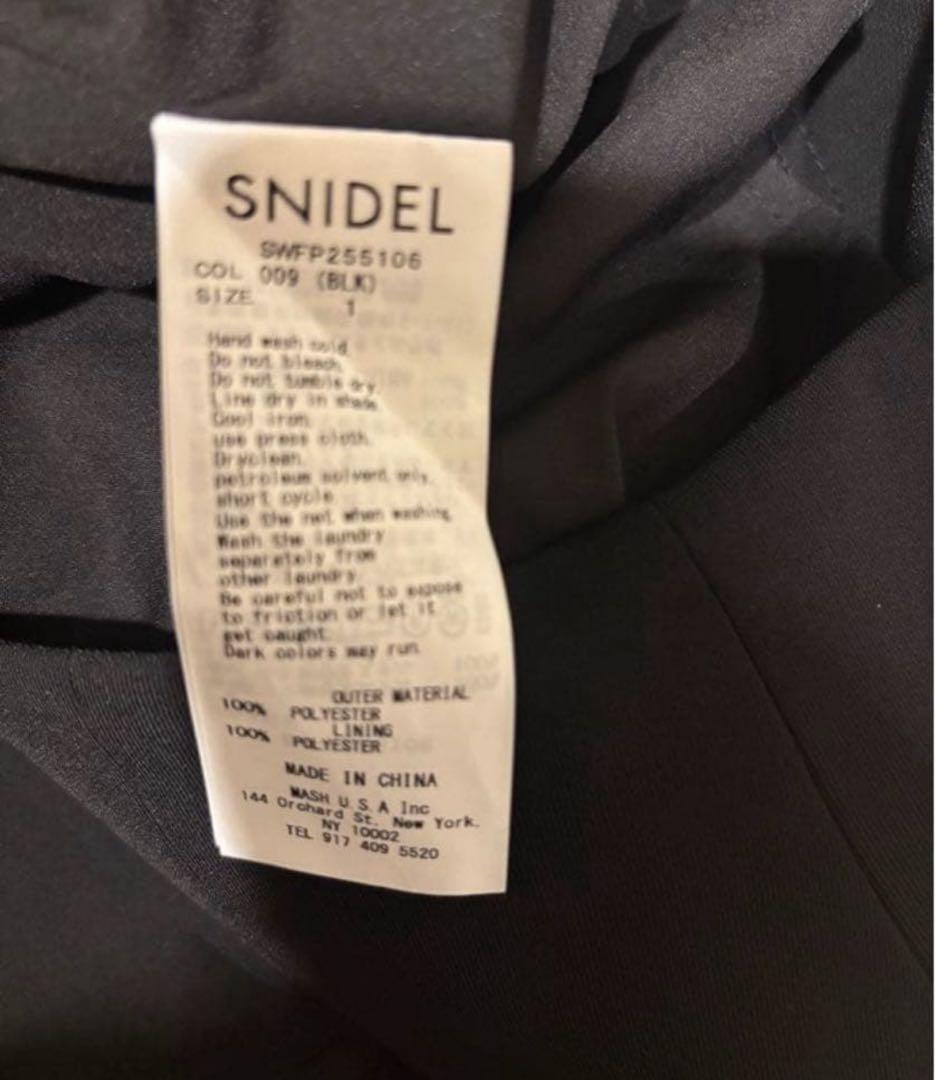 SNIDEL
SWFP255106
COL 009 (BLK)
SIZE 1
Hand wash cold
Do not bleach
Do not tumble dry
Line dry in shade
Cool iron
use press cloth
Dryclean
petroleum solvent only
short cycle
Use the net when washing
Wash the laundry
separately from
other laundry
Be careful not to expose
to friction or let it
get caught
Dark colors may run
OUTER MATERIAL
100% POLYESTER
LINING
100% POLYESTER
MADE IN CHINA
MASH U.S.A Inc
144 Orchard St. New York.
NY 10002
TEL 917 409 5520